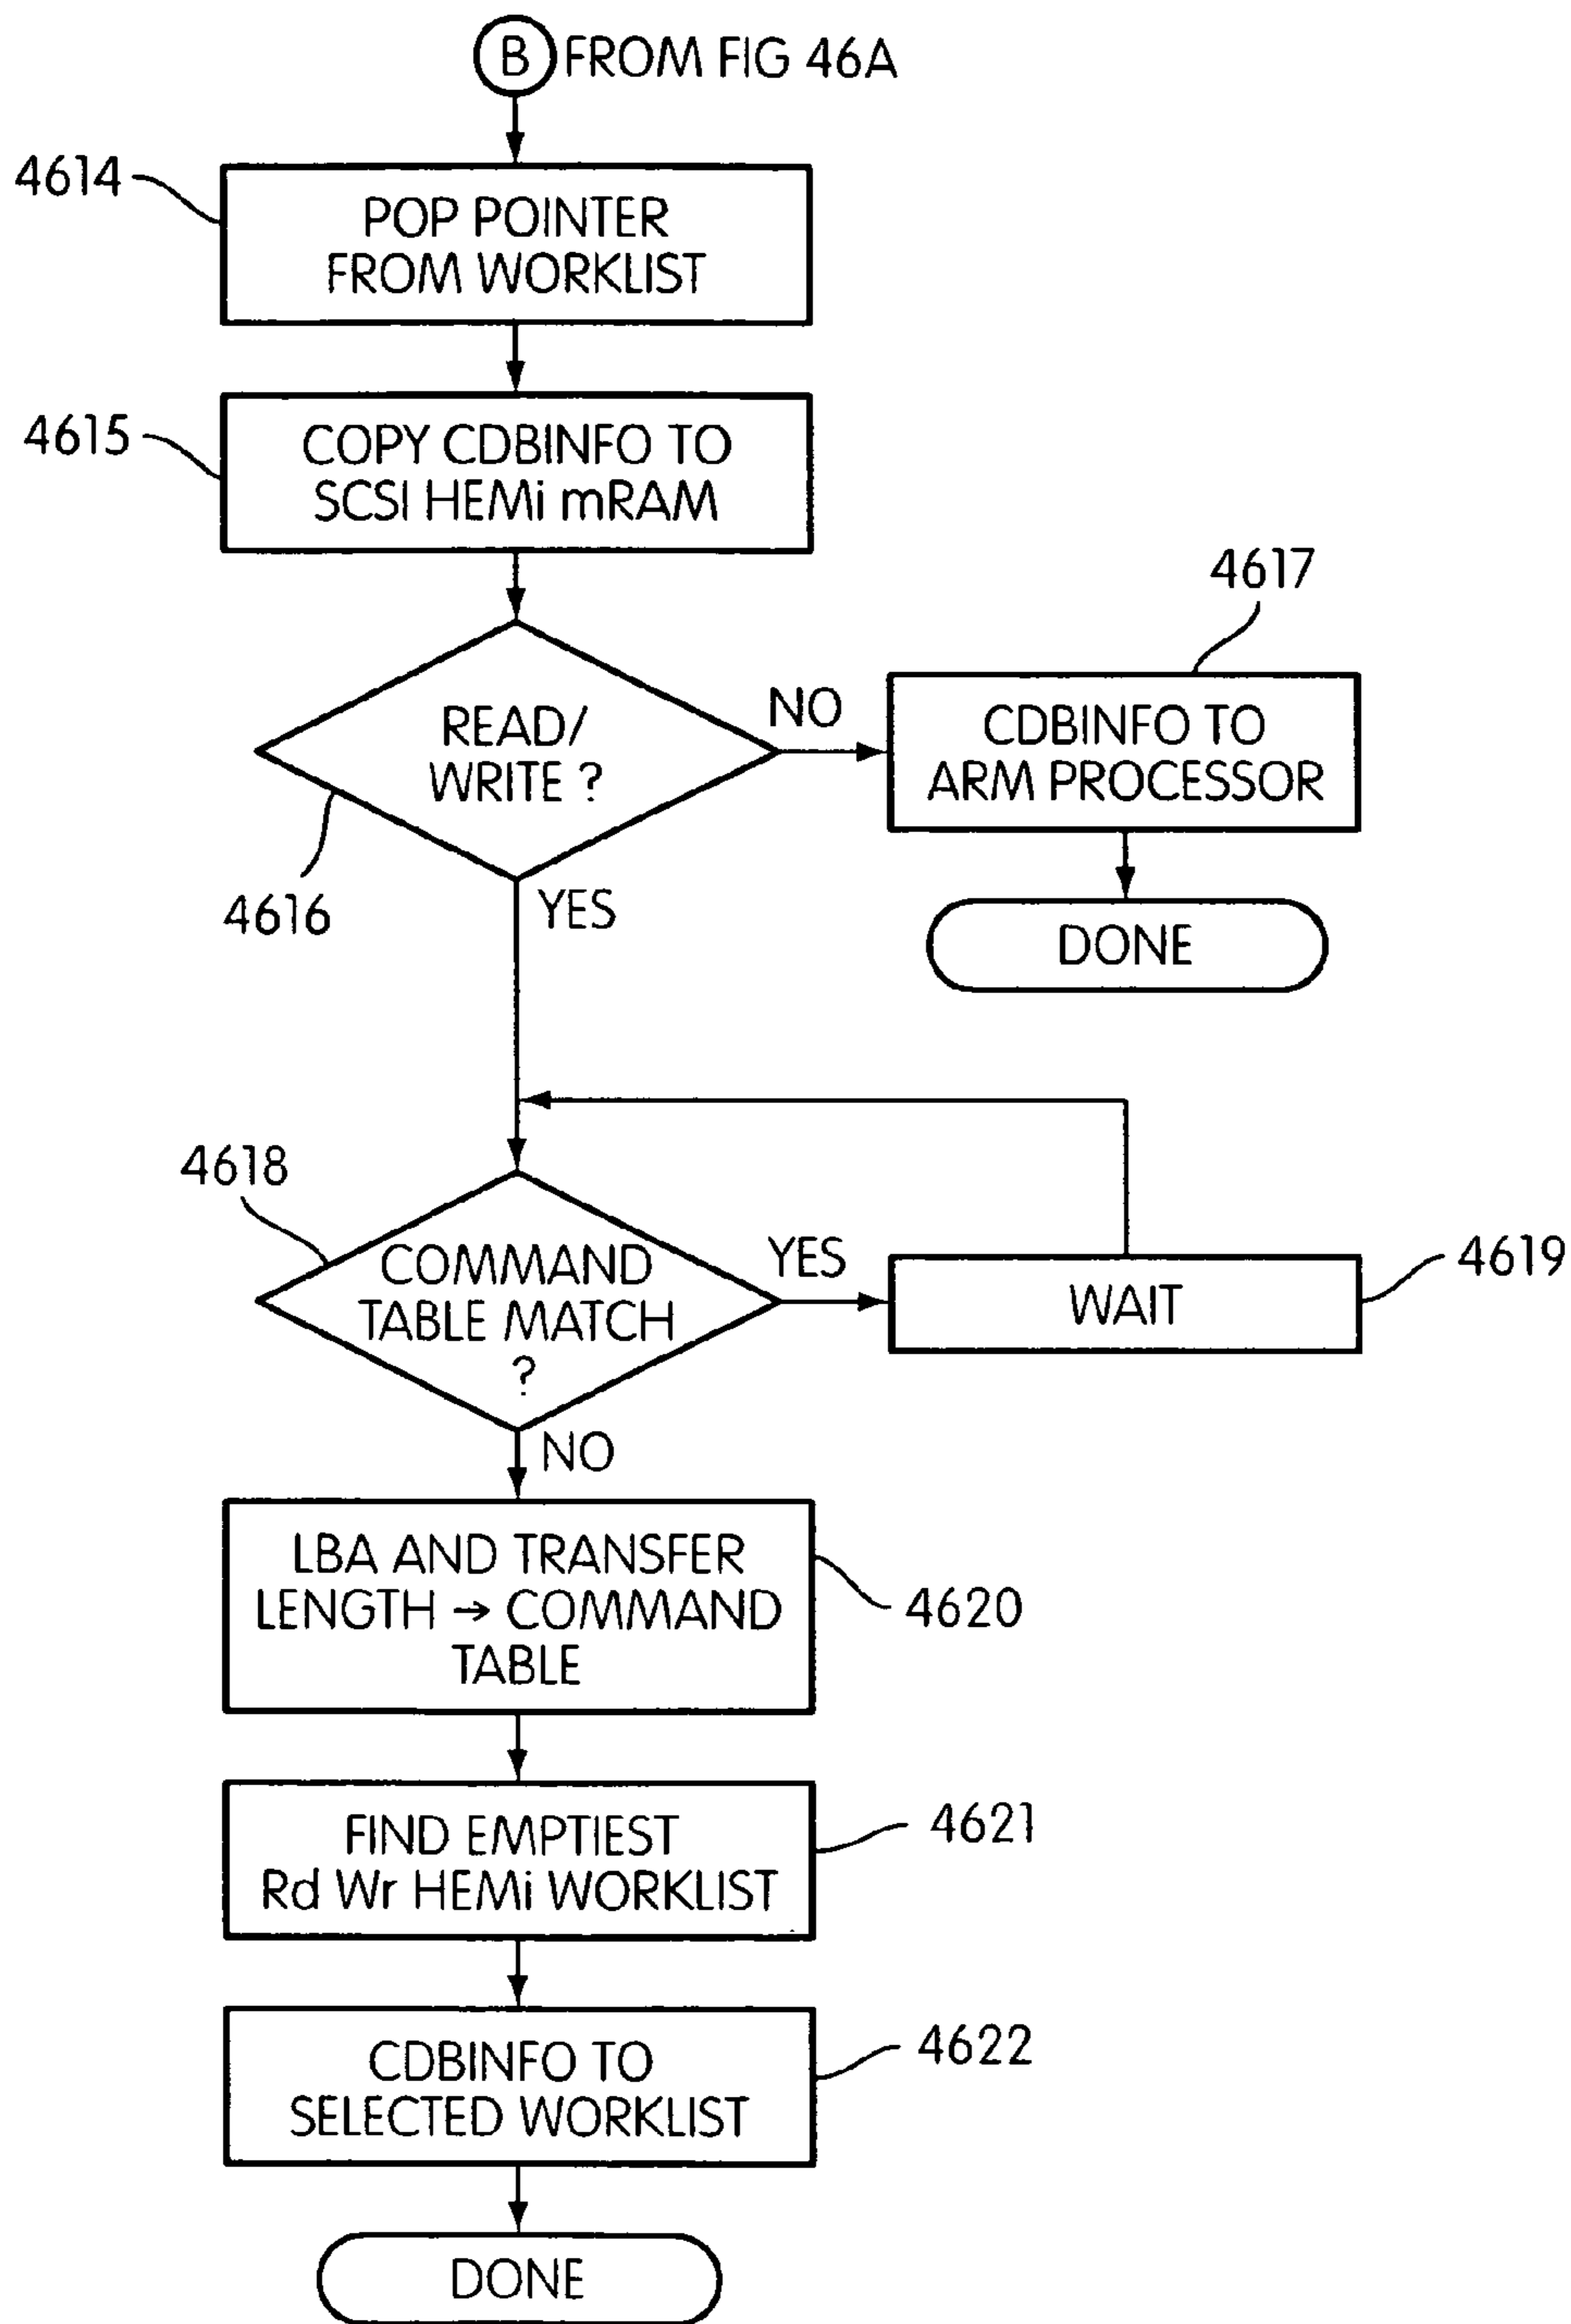 B FROM FIG 46A
4614
POP POINTER
FROM WORKLIST
4615
COPY CDBINFO TO
SCSI HEMi mRAM
4617
READ/
WRITE ?
NO
CDBINFO TO
ARM PROCESSOR
4616
YES
DONE
4618
COMMAND
TABLE MATCH
?
YES
WAIT
4619
NO
LBA AND TRANSFER
LENGTH → COMMAND
TABLE
4620
FIND EMPTIEST
Rd Wr HEMi WORKLIST
4621
CDBINFO TO
SELECTED WORKLIST
4622
DONE